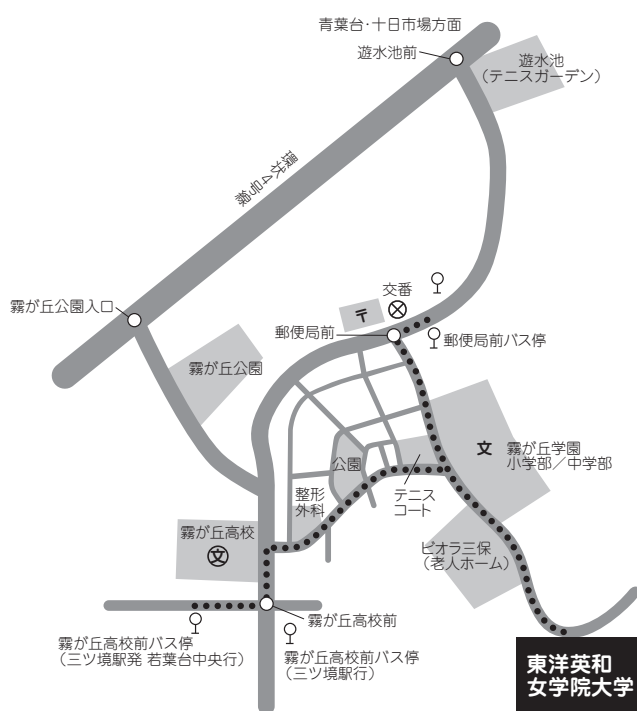 青葉台・十日市場方面
遊水池前
遊水池
（テニスガーデン）
環状4号線
霧が丘公園入口
交番
〒
郵便局前
郵便局前バス停
霧が丘公園
公園
整形
外科
テニス
コート
文
霧が丘学園
小学部/中学部
霧が丘高校
文
ビオラ三保
（老人ホーム）
霧が丘高校前
霧が丘高校前バス停
（三ツ境駅発 若葉台中央行）
霧が丘高校前バス停
（三ツ境駅行）
東洋英和
女学院大学